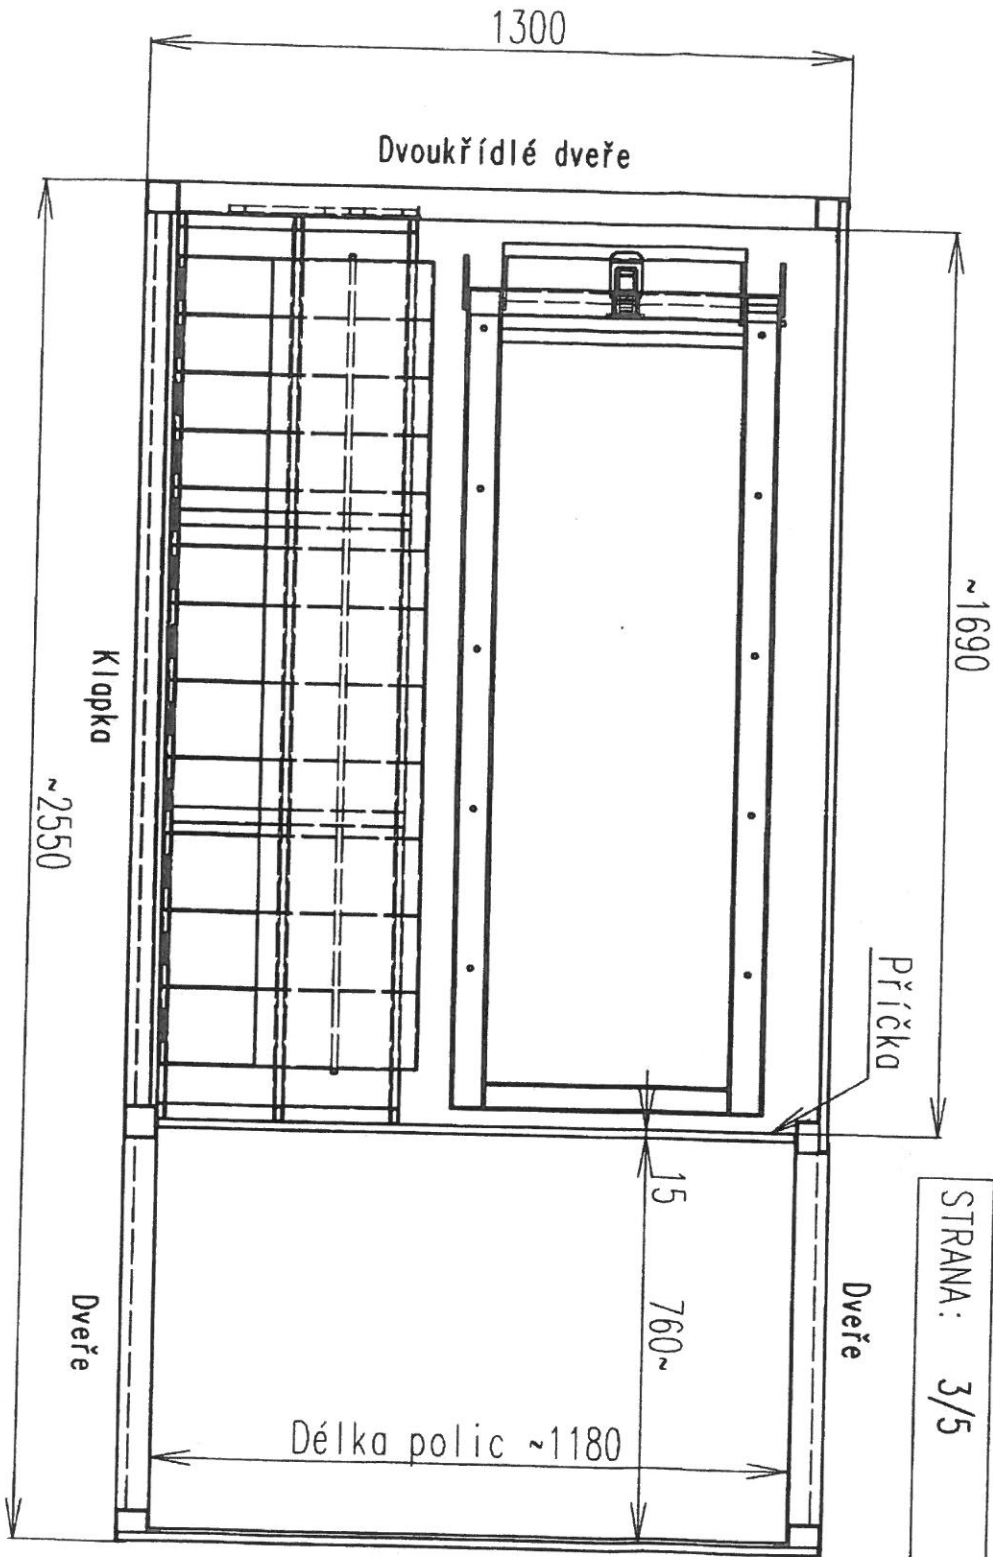 1300
Dvoukřídlé dveře
~1690
Klapka
~2550
Příčka
15
760~
STRANA: 3/5
Dveře
Dveře
Délka polic ~1180